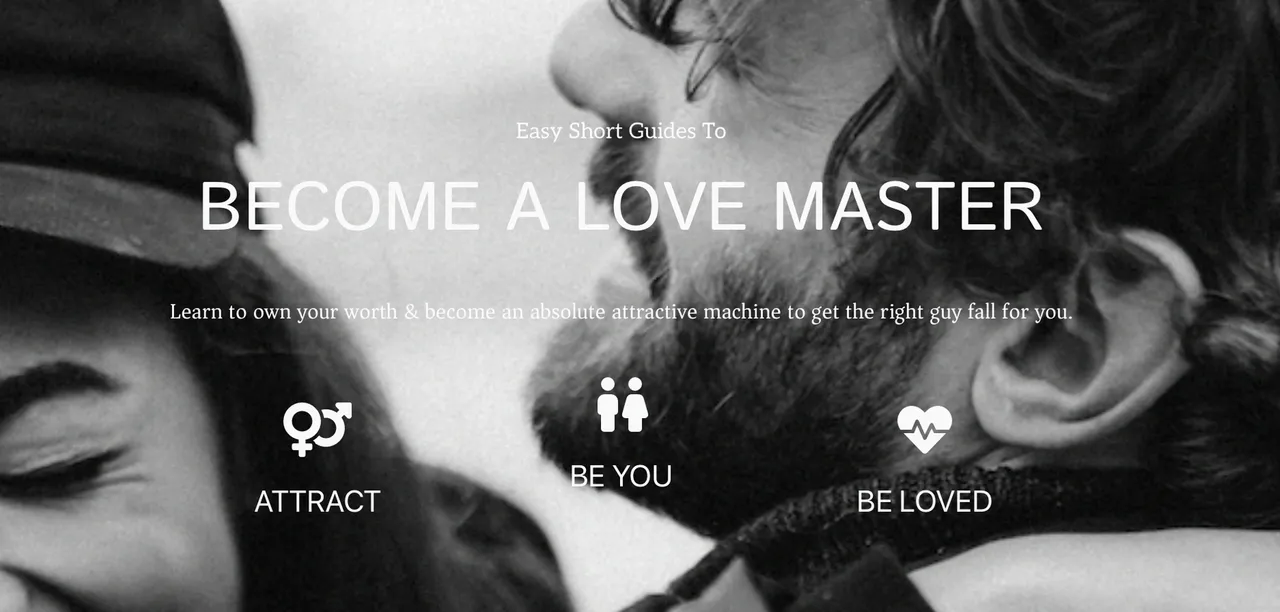 Easy Short Guides To
BECOME A LOVE MASTER
Learn to own your worth & become an absolute attractive machine to get the right guy fall for you.
ATTRACT
BE YOU
BE LOVED